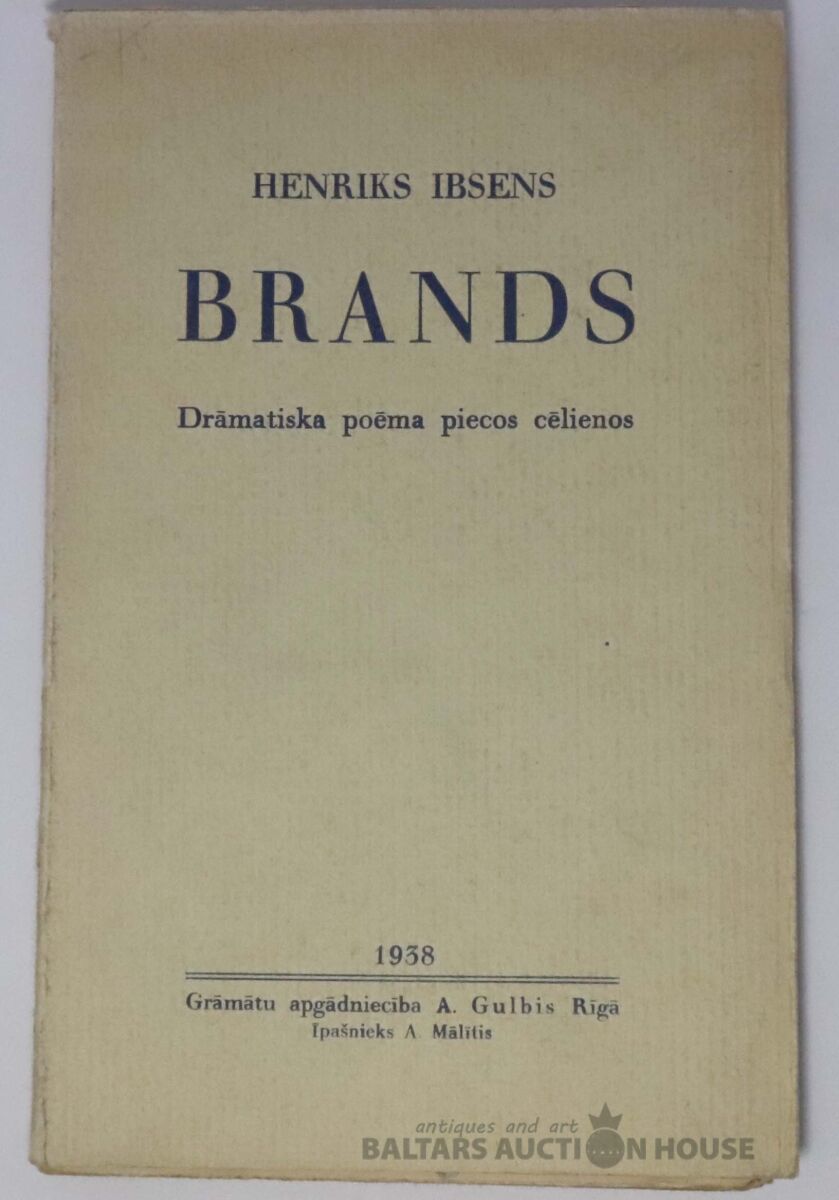 HENRIKS IBSENS
BRANDS
Drāmatiska poēma piecos cēlienos
1938
Grāmātu apgādniecība A. Gulbis Rīgā
Īpašnieks A. Mālītis
antiques and art
BALTARS AUCTION HOUSE